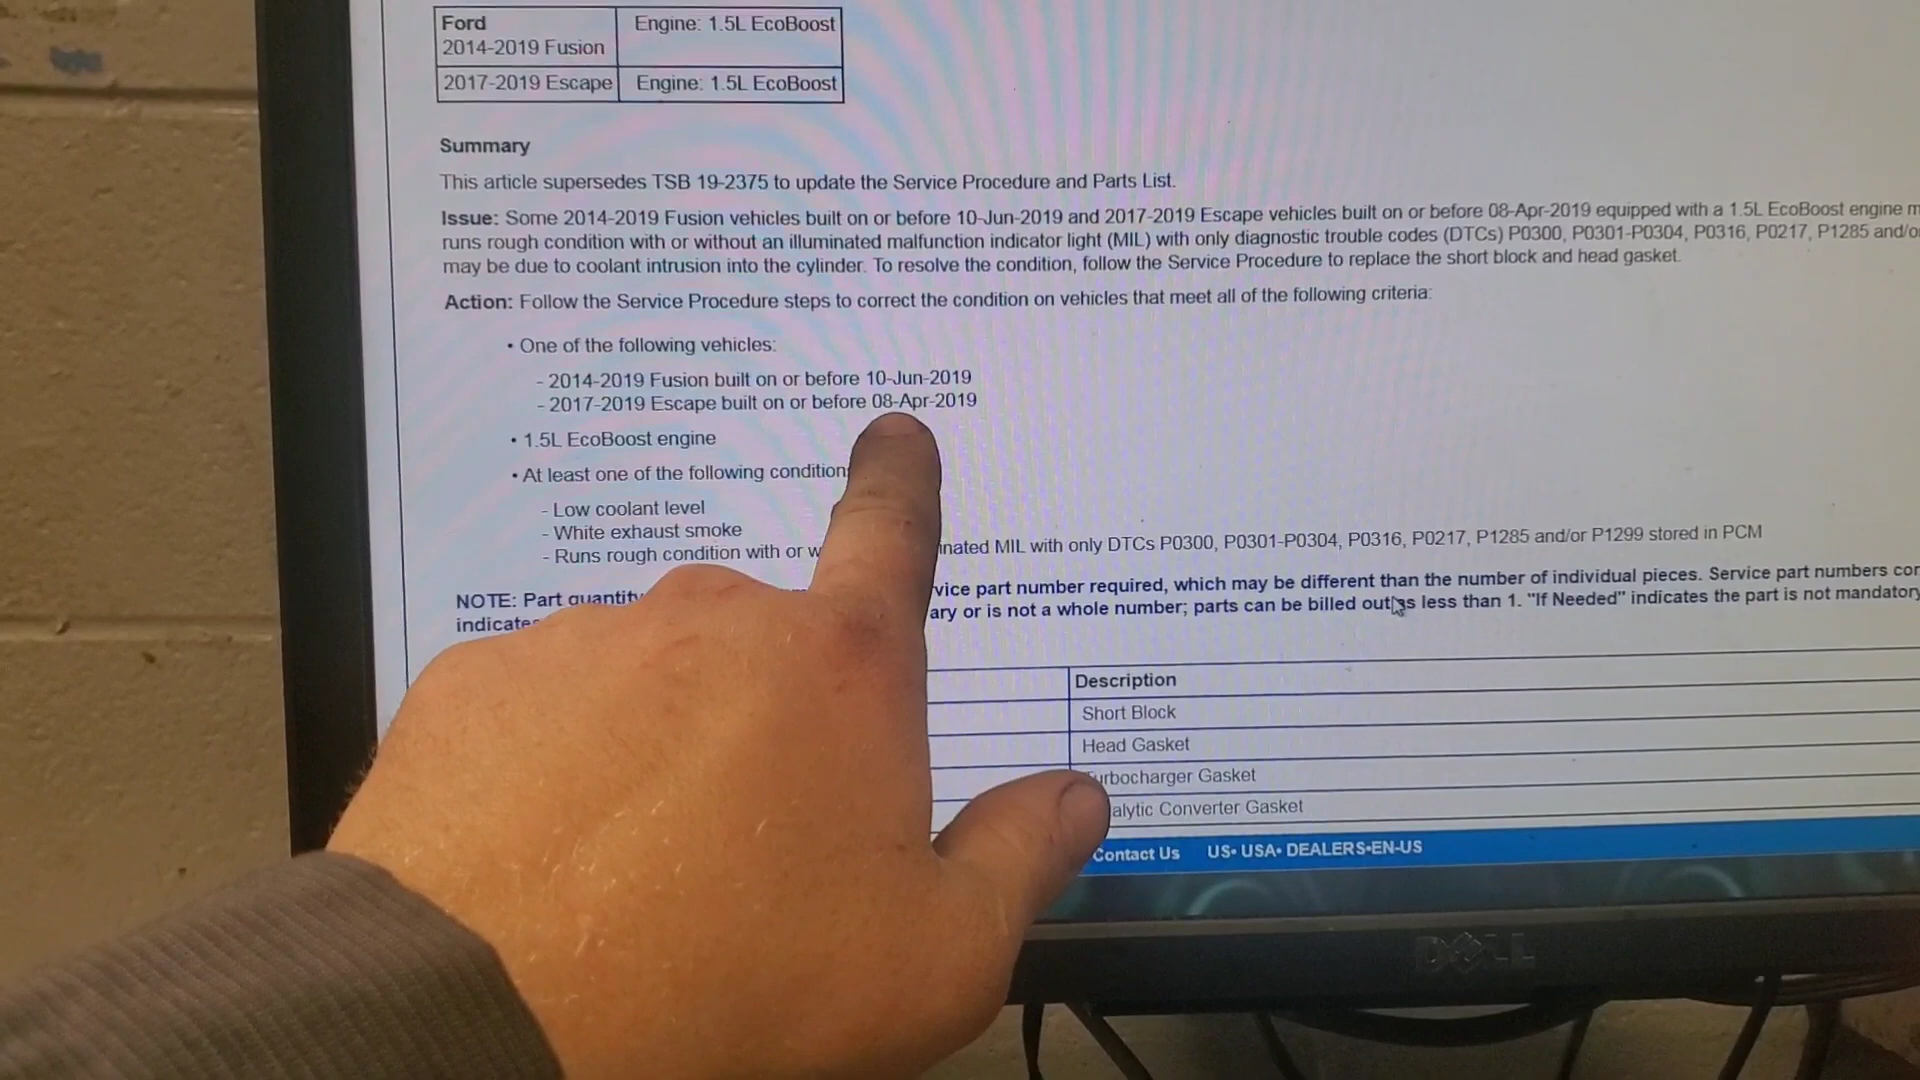 Ford
2014-2019 Fusion
Engine: 1.5L EcoBoost
2017-2019 Escape
Engine: 1.5L EcoBoost
Summary
This article supersedes TSB 19-2375 to update the Service Procedure and Parts List.
Issue: Some 2014-2019 Fusion vehicles built on or before 10-Jun-2019 and 2017-2019 Escape vehicles built on or before 08-Apr-2019 equipped with a 1.5L EcoBoost engine
runs rough condition with or without an illuminated malfunction indicator light (MIL) with only diagnostic trouble codes (DTCs) P0300, P0301-P0304, P0316, P0217, P1285 and/o
may be due to coolant intrusion into the cylinder. To resolve the condition, follow the Service Procedure to replace the short block and head gasket.
Action: Follow the Service Procedure steps to correct the condition on vehicles that meet all of the following criteria:
• One of the following vehicles:
- 2014-2019 Fusion built on or before 10-Jun-2019
- 2017-2019 Escape built on or before 08-Apr-2019
• 1.5L EcoBoost engine
• At least one of the following condition
- Low coolant level
- White exhaust smoke
- Runs rough condition with or w inated MIL with only DTCs P0300, P0301-P0304, P0316, P0217, P1285 and/or P1299 stored in PCM
NOTE: Part quantity vice part number required, which may be different than the number of individual pieces. Service part numbers con
indicates ary or is not a whole number; parts can be billed out as less than 1. "If Needed" indicates the part is not mandatory
Description
Short Block
Head Gasket
urbocharger Gasket
alytic Converter Gasket
Contact Us US• USA• DEALERS•EN-US
DELL